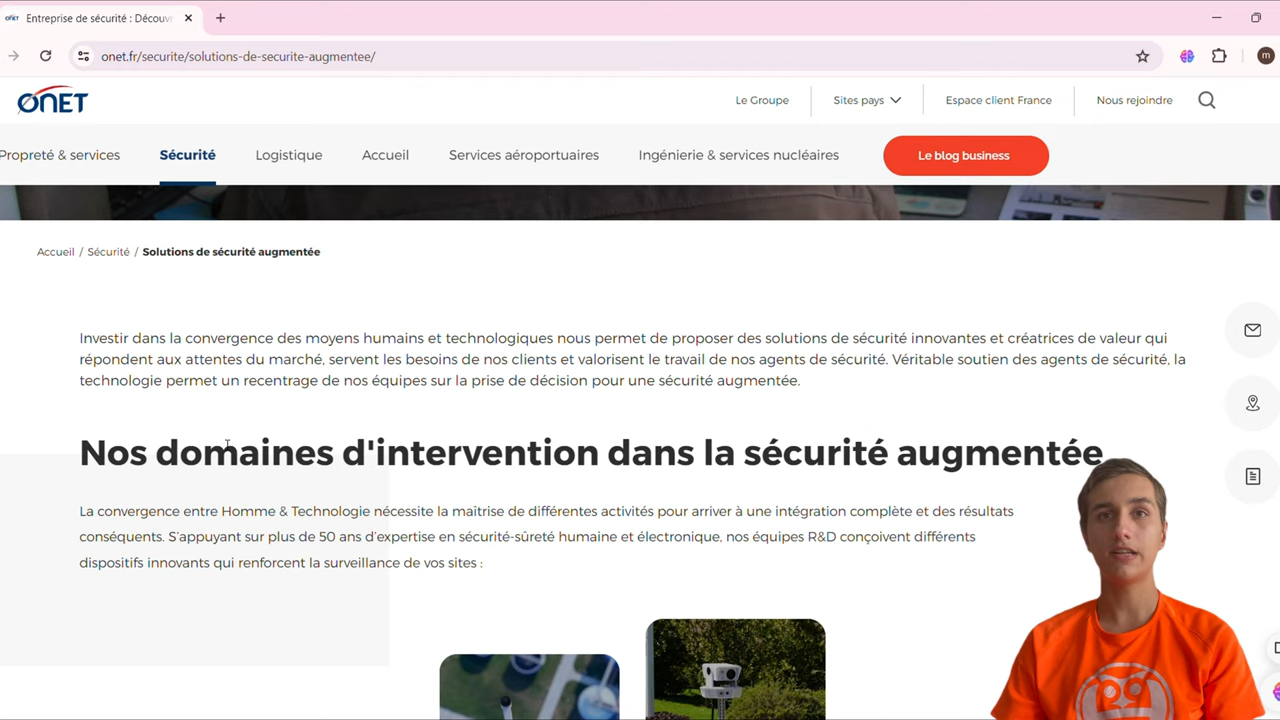 ONET Entreprise de sécurité : Découv
onet.fr/securite/solutions-de-securite-augmentee/
m
ONET
Le Groupe
Sites pays
Espace client France
Nous rejoindre
Propreté & services
Sécurité
Logistique
Accueil
Services aéroportuaires
Ingénierie & services nucléaires
Le blog business
Accueil / Sécurité / Solutions de sécurité augmentée
Investir dans la convergence des moyens humains et technologiques nous permet de proposer des solutions de sécurité innovantes et créatrices de valeur qui
répondent aux attentes du marché, servent les besoins de nos clients et valorisent le travail de nos agents de sécurité. Véritable soutien des agents de sécurité, la
technologie permet un recentrage de nos équipes sur la prise de décision pour une sécurité augmentée.
Nos domaines d'intervention dans la sécurité augmentée
La convergence entre Homme & Technologie nécessite la maîtrise de différentes activités pour arriver à une intégration complète et des résultats
conséquents. S'appuyant sur plus de 50 ans d'expertise en sécurité-sûreté humaine et électronique, nos équipes R&D conçoivent différents
dispositifs innovants qui renforcent la surveillance de vos sites :